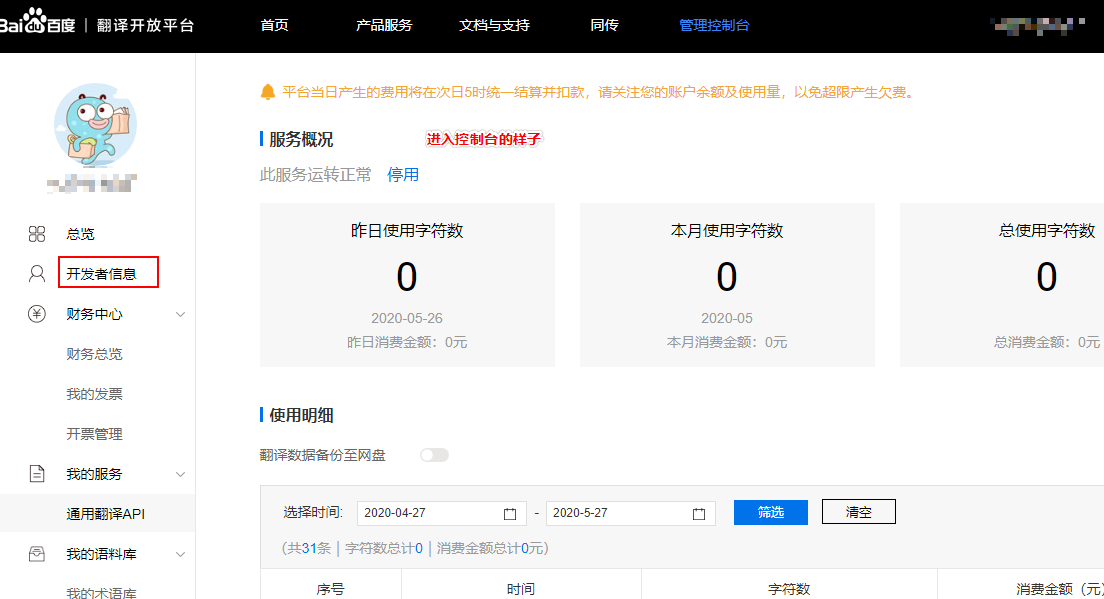 Bai du 百度 | 翻译开放平台 首页 产品服务 文档与支持 同传 管理控制台
平台当日产生的费用将在次日5时统一结算并扣款，请关注您的账户余额及使用量，以免超限产生欠费。
服务概况 进入控制台的样子
此服务运转正常 停用
昨日使用字符数 本月使用字符数 总使用字符数
0 0 0
2020-05-26 2020-05
昨日消费金额：0元 本月消费金额：0元 总消费金额：0元
总览
开发者信息
财务中心
财务总览
我的发票
开票管理
我的服务
通用翻译API
我的语料库
我的术语库
使用明细
翻译数据备份至网盘
选择时间: 2020-04-27 - 2020-5-27 筛选 清空
(共31条 | 字符数总计0 | 消费金额总计0元)
序号 时间 字符数 消费金额（元）